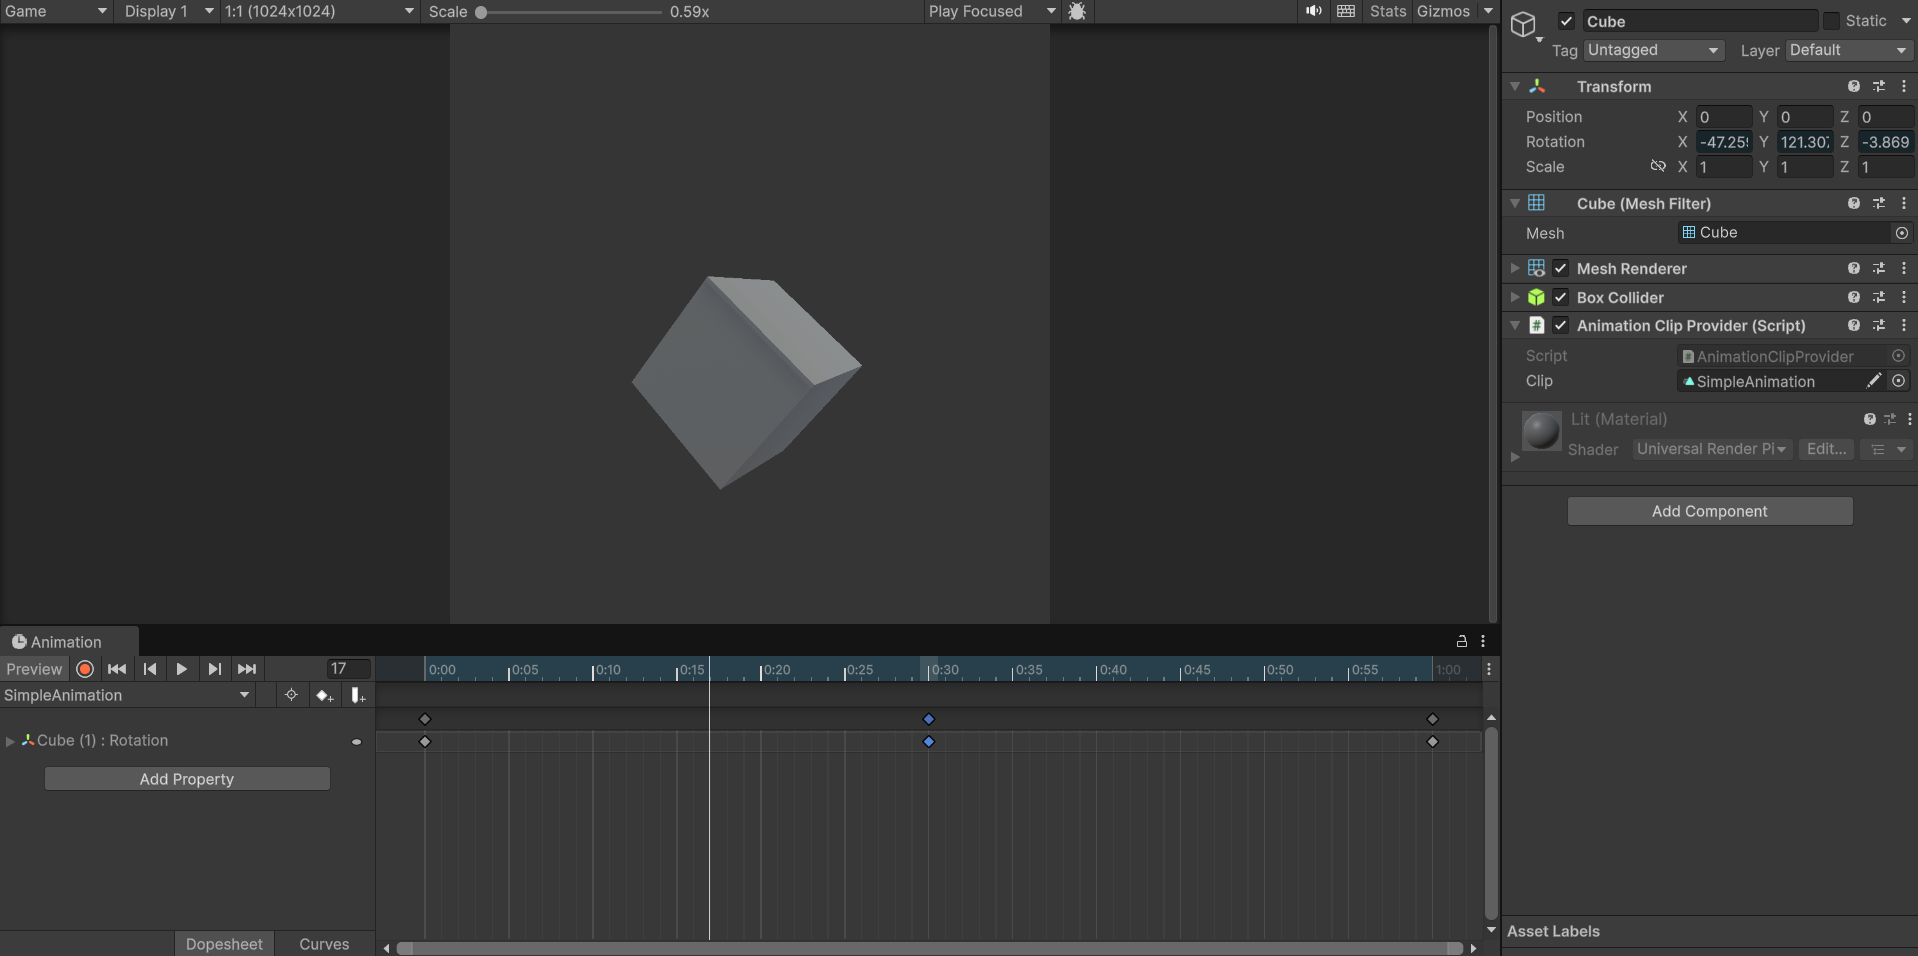 Game Display 1 1:1 (1024x1024) Scale 0.59x Play Focused Stats Gizmos
Cube Static
Tag Untagged Layer Default
Transform
Position X 0 Y 0 Z 0
Rotation X -47.25 Y 121.30 Z -3.869
Scale X 1 Y 1 Z 1
Cube (Mesh Filter)
Mesh Cube
Mesh Renderer
Box Collider
# Animation Clip Provider (Script)
Script AnimationClipProvider
Clip SimpleAnimation
Lit (Material)
Shader Universal Render Pi Edit...
Add Component
Asset Labels
Animation
Preview 17 0:00 0:05 0:10 0:15 0:20 0:25 0:30 0:35 0:40 0:45 0:50 0:55 1:00
SimpleAnimation
Cube (1) : Rotation
Add Property
Dopesheet Curves